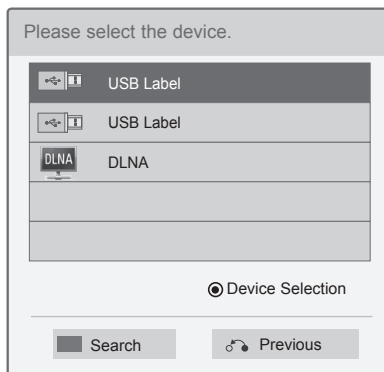 Please select the device.
USB Label
USB Label
DLNA DLNA
Device Selection
Search Previous